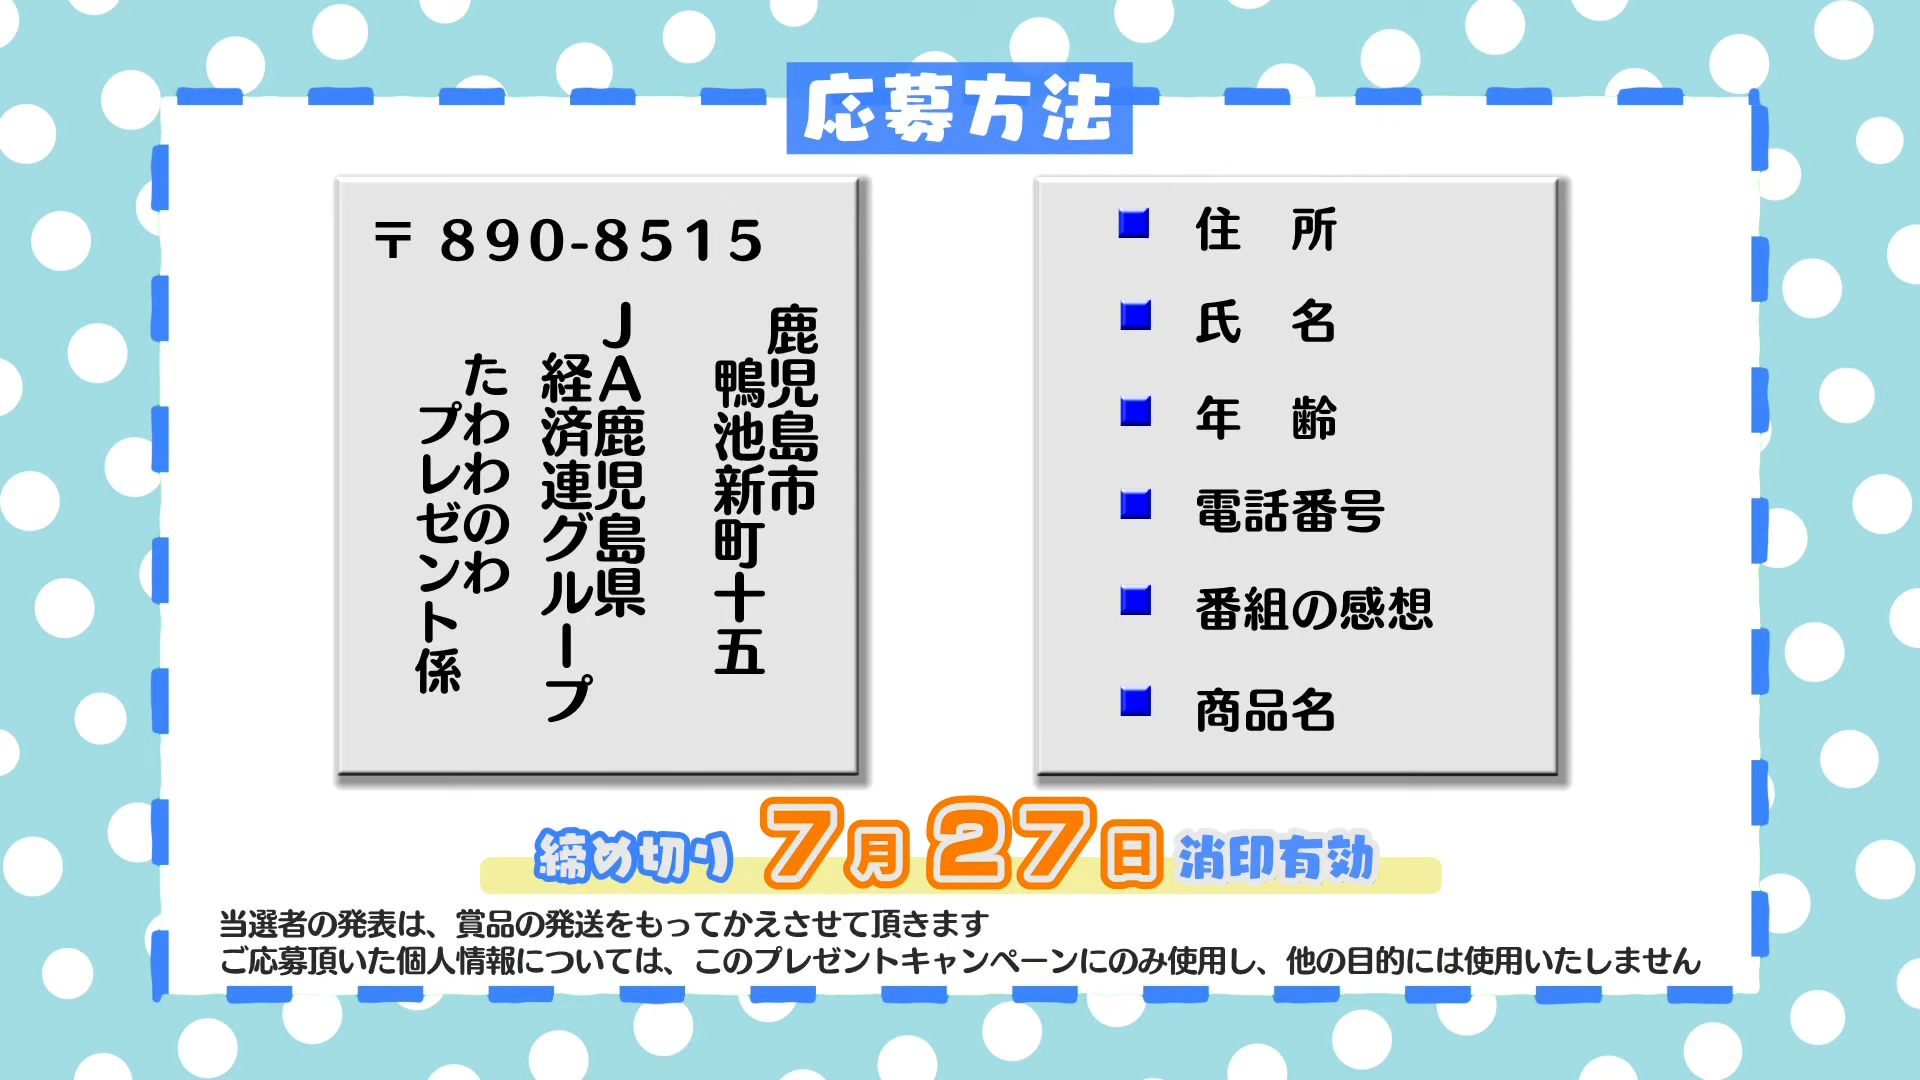 応募方法
〒890-8515
鹿児島市
鴨池新町十五
JA鹿児島県
経済連グループ
たわわのわ
プレゼント係
住　所
氏　名
年　齢
電話番号
番組の感想
商品名
締め切り 7月27日 消印有効
当選者の発表は、賞品の発送をもってかえさせて頂きます
ご応募頂いた個人情報については、このプレゼントキャンペーンにのみ使用し、他の目的には使用いたしません